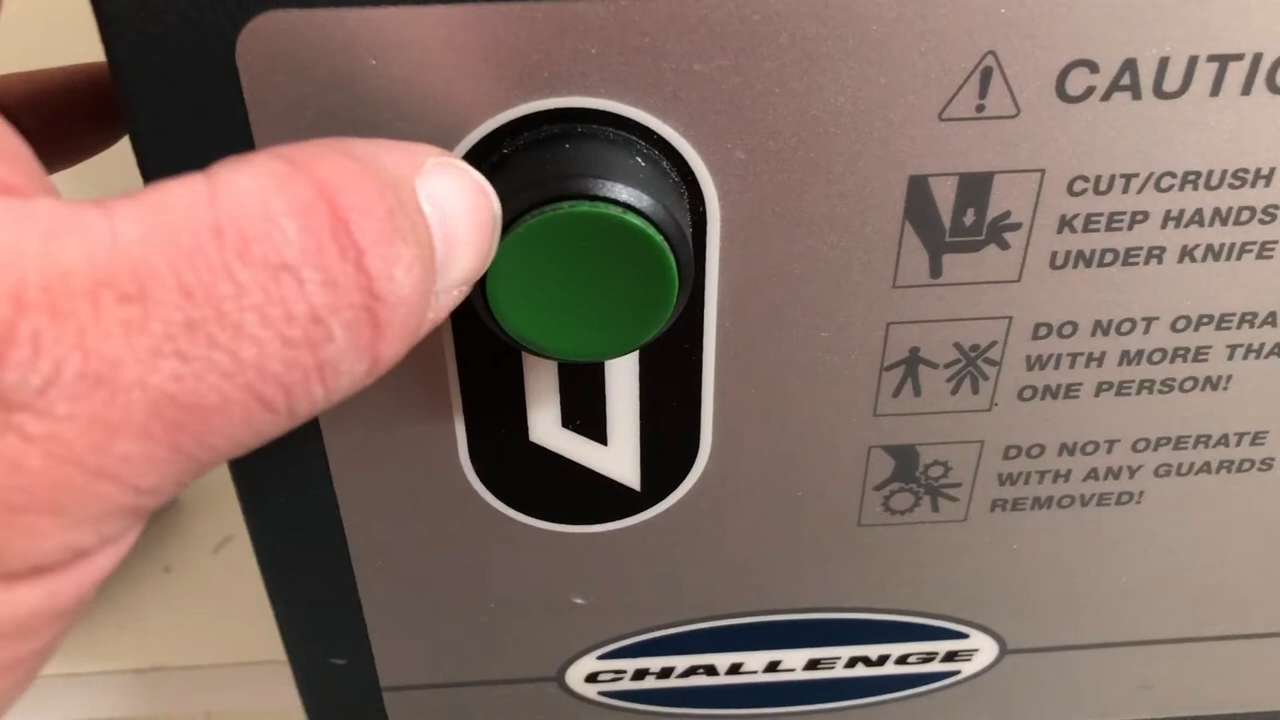 CAUTIO
CUT/CRUSH
KEEP HANDS
UNDER KNIFE
DO NOT OPERA
WITH MORE THA
ONE PERSON!
DO NOT OPERATE
WITH ANY GUARDS
REMOVED!
CHALLENGE